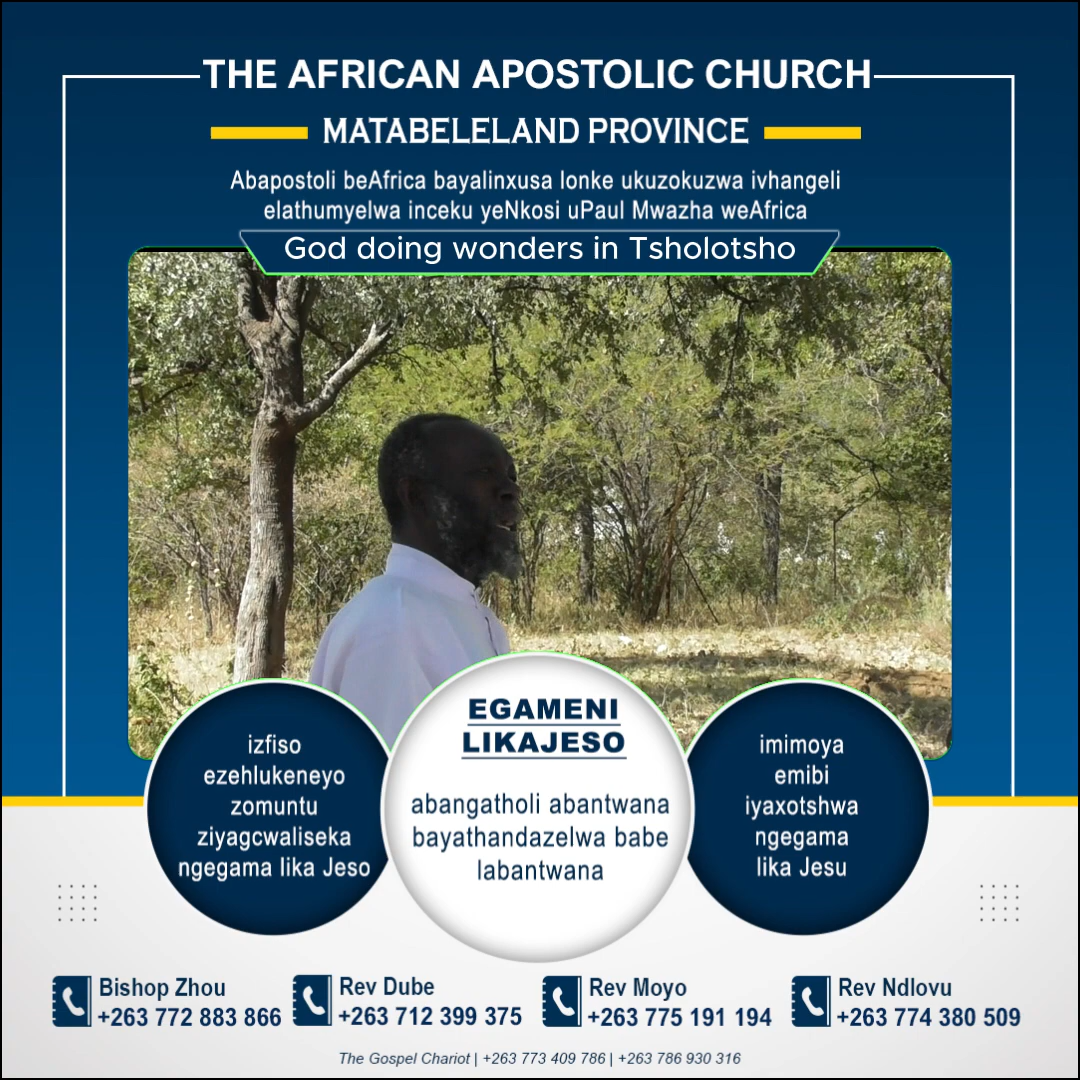 THE AFRICAN APOSTOLIC CHURCH
MATABELELAND PROVINCE
Abapostoli beAfrica bayalinxusa lonke ukuzokuzwa ivhangeli
elathumyelwa inceku yeNkosi uPaul Mwazha weAfrica
God doing wonders in Tsholotsho
izfiso
ezehlukeneyo
zomuntu
ziyagcwaliseka
ngegama lika Jeso
EGAMENI
LIKAJESO
abangatholi abantwana
bayathandazelwa babe
labantwana
imimoya
emibi
iyaxotshwa
ngegama
lika Jesu
Bishop Zhou
+263 772 883 866
Rev Dube
+263 712 399 375
Rev Moyo
+263 775 191 194
Rev Ndlovu
+263 774 380 509
The Gospel Chariot | +263 773 409 786 | +263 786 930 316